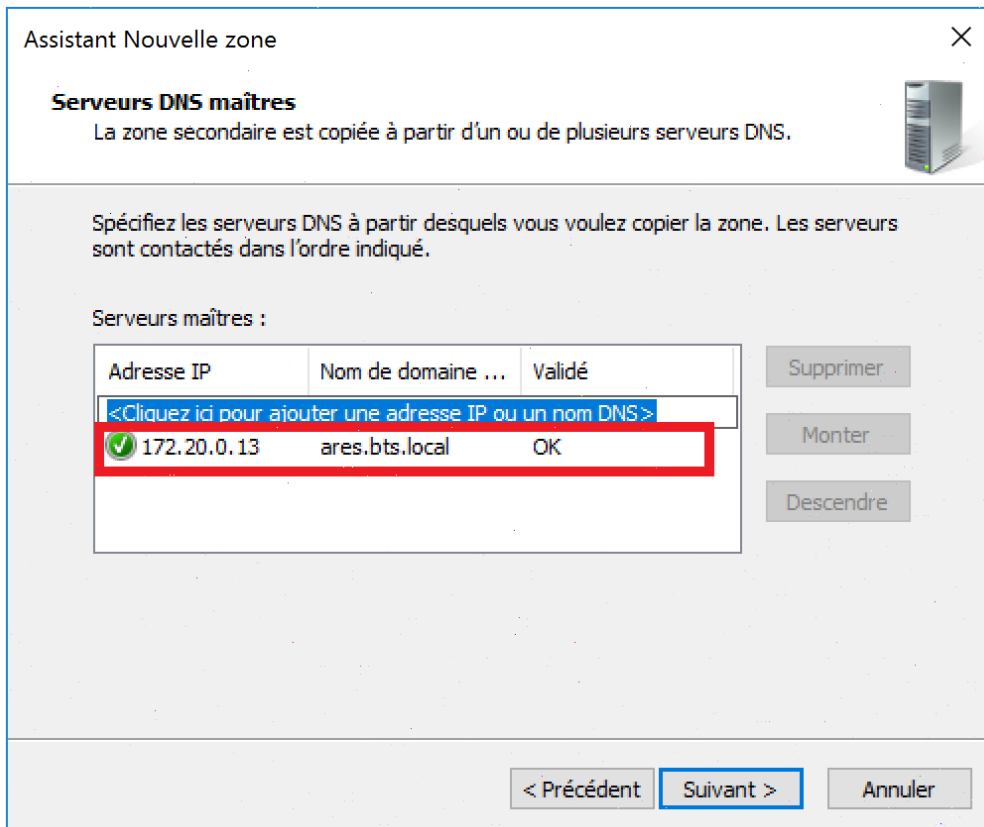 Assistant Nouvelle zone
Serveurs DNS maîtres
La zone secondaire est copiée à partir d'un ou de plusieurs serveurs DNS.
Spécifiez les serveurs DNS à partir desquels vous voulez copier la zone. Les serveurs
sont contactés dans l'ordre indiqué.
Serveurs maîtres :
Adresse IP Nom de domaine ... Validé
<Cliquez ici pour ajouter une adresse IP ou un nom DNS>
172.20.0.13 ares.bts.local OK
Supprimer
Monter
Descendre
< Précédent Suivant > Annuler